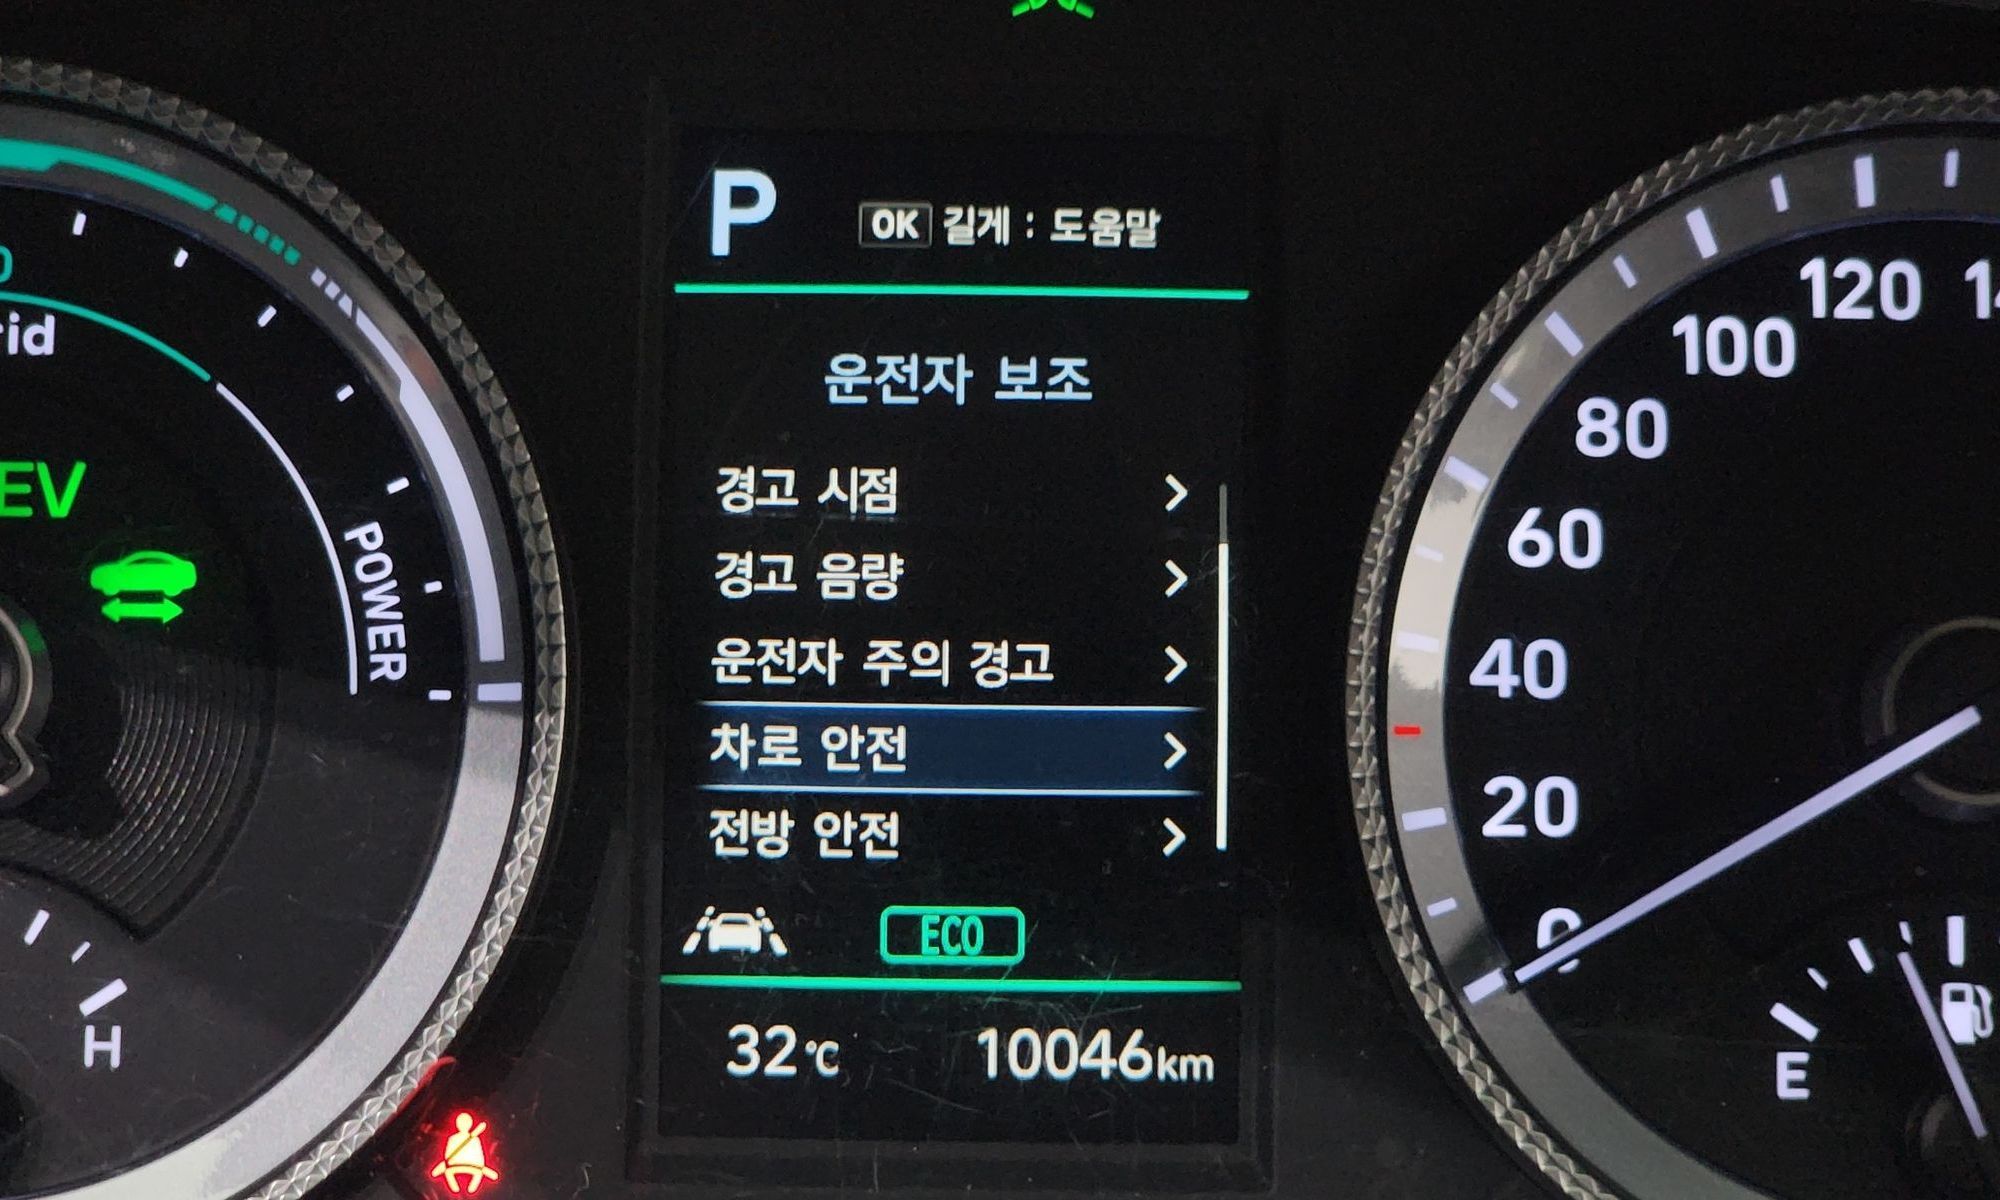 P
OK 길게 : 도움말
운전자 보조
경고 시점
경고 음량
운전자 주의 경고
차로 안전
전방 안전
ECO
32℃ 10046km
EV
POWER
H
120
100
80
60
40
20
0
E